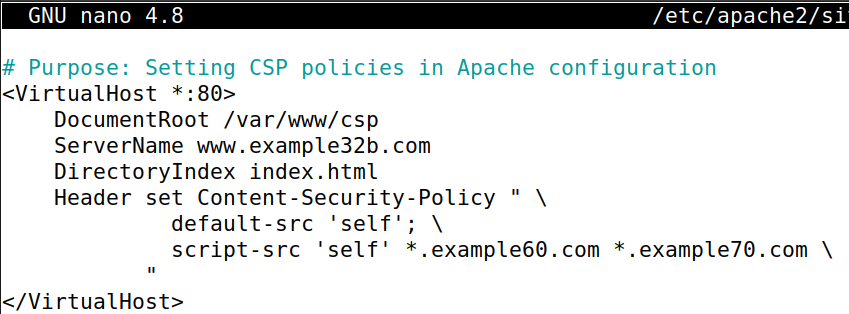 GNU nano 4.8 /etc/apache2/si
# Purpose: Setting CSP policies in Apache configuration
<VirtualHost *:80>
    DocumentRoot /var/www/csp
    ServerName www.example32b.com
    DirectoryIndex index.html
    Header set Content-Security-Policy " \
             default-src 'self'; \
             script-src 'self' *.example60.com *.example70.com \
           "
</VirtualHost>